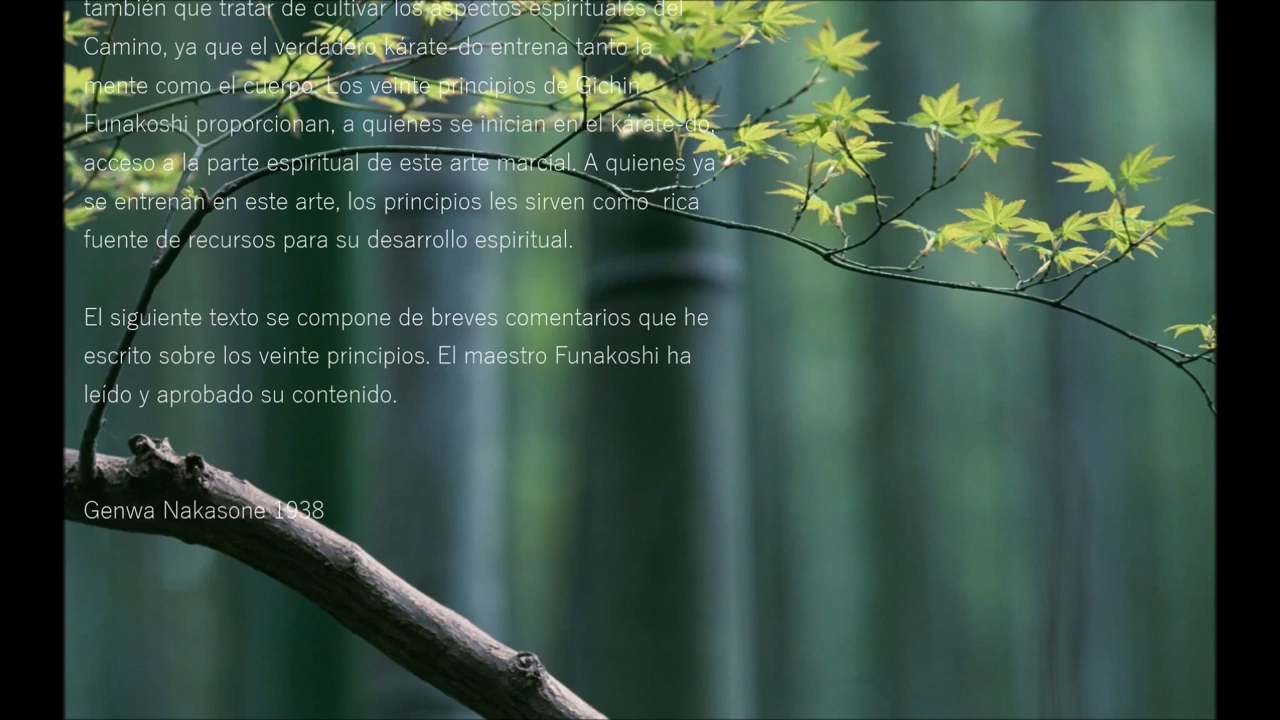 también que tratar de cultivar los aspectos espirituales del
Camino, ya que el verdadero kárate-do entrena tanto la
mente como el cuerpo. Los veinte principios de Gichin
Funakoshi proporcionan, a quienes se inician en el kárate-do,
acceso a la parte espiritual de este arte marcial. A quienes ya
se entrenan en este arte, los principios les sirven como  rica
fuente de recursos para su desarrollo espiritual.
El siguiente texto se compone de breves comentarios que he
escrito sobre los veinte principios. El maestro Funakoshi ha
leído y aprobado su contenido.
Genwa Nakasone 1938